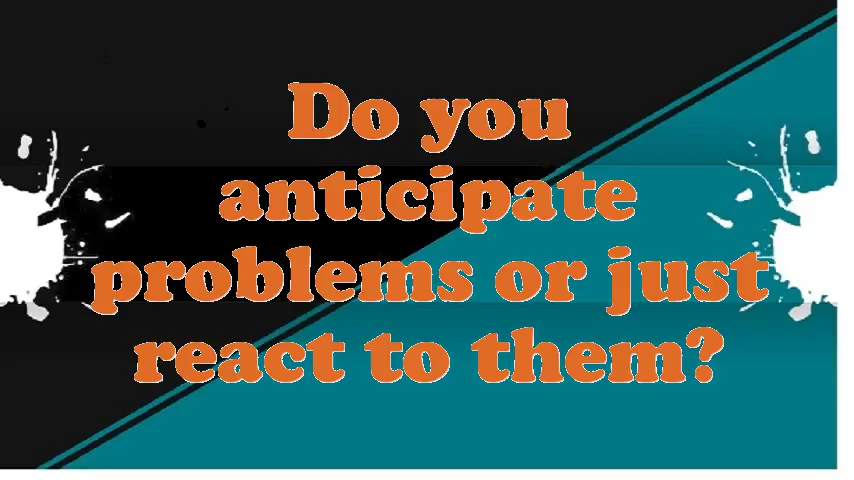 Do you
anticipate
problems or just
react to them?